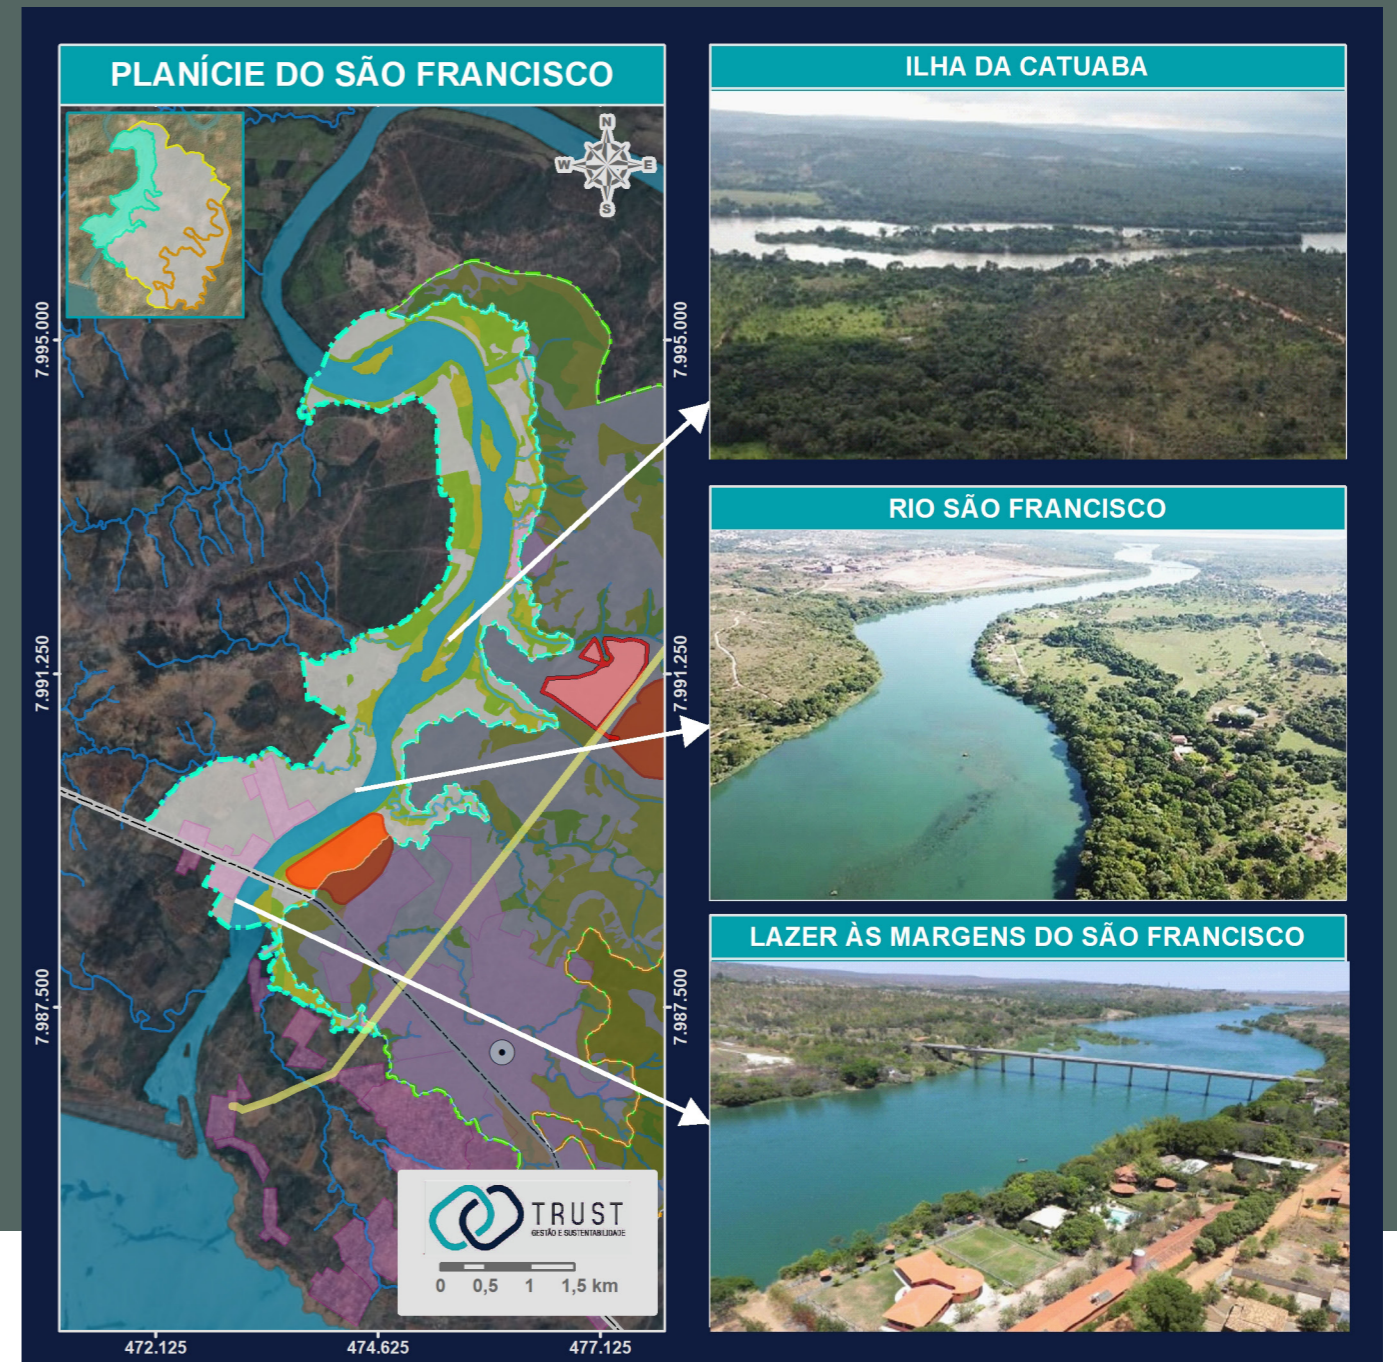 PLANÍCIE DO SÃO FRANCISCO
N
W
E
S
7.995.000
7.995.000
7.991.250
7.991.250
7.987.500
7.987.500
TRUST
GESTÃO E SUSTENTABILIDADE
0 0,5 1 1,5 km
472.125 474.625 477.125
ILHA DA CATUABA
RIO SÃO FRANCISCO
LAZER ÀS MARGENS DO SÃO FRANCISCO